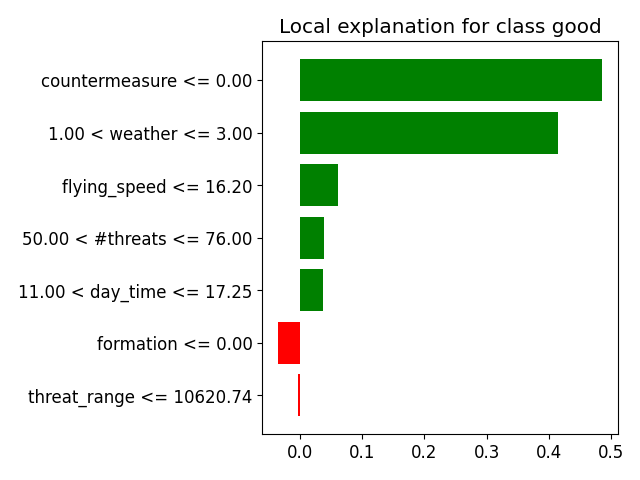 Local explanation for class good
countermeasure <= 0.00
1.00 < weather <= 3.00
flying_speed <= 16.20
50.00 < #threats <= 76.00
11.00 < day_time <= 17.25
formation <= 0.00
threat_range <= 10620.74
0.0 0.1 0.2 0.3 0.4 0.5